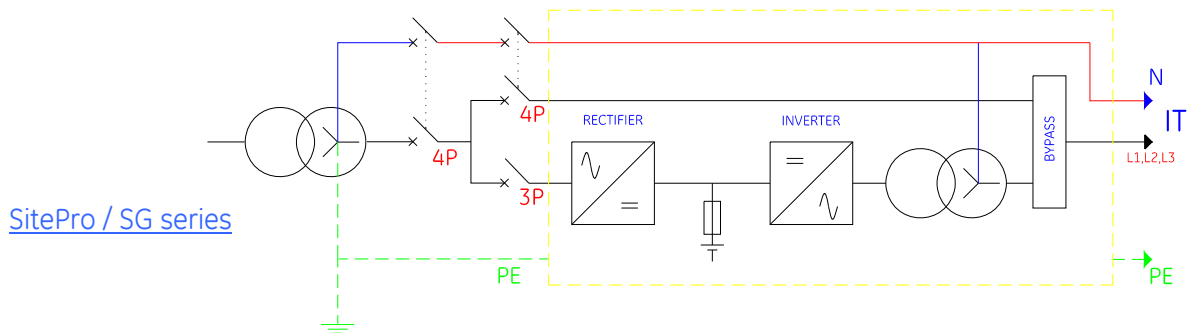 N
4P
RECTIFIER
INVERTER
BYPASS
IT
4P
L1,L2,L3
3P
SitePro / SG series
PE
PE